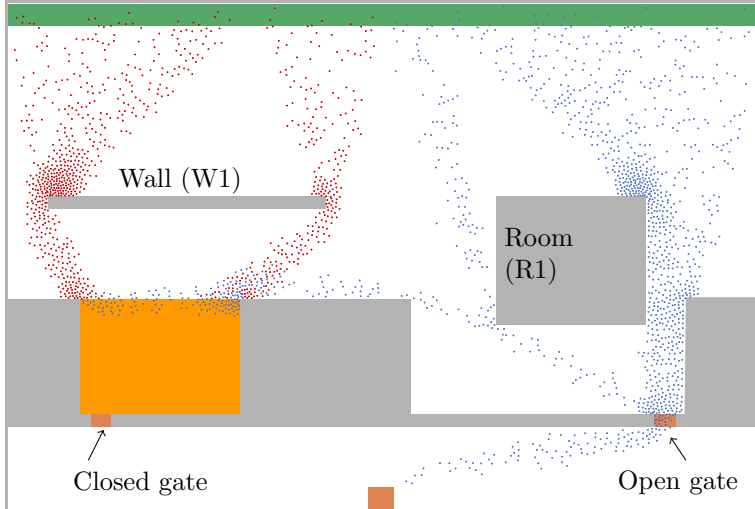 Wall (W1)
Room
(R1)
Closed gate
Open gate